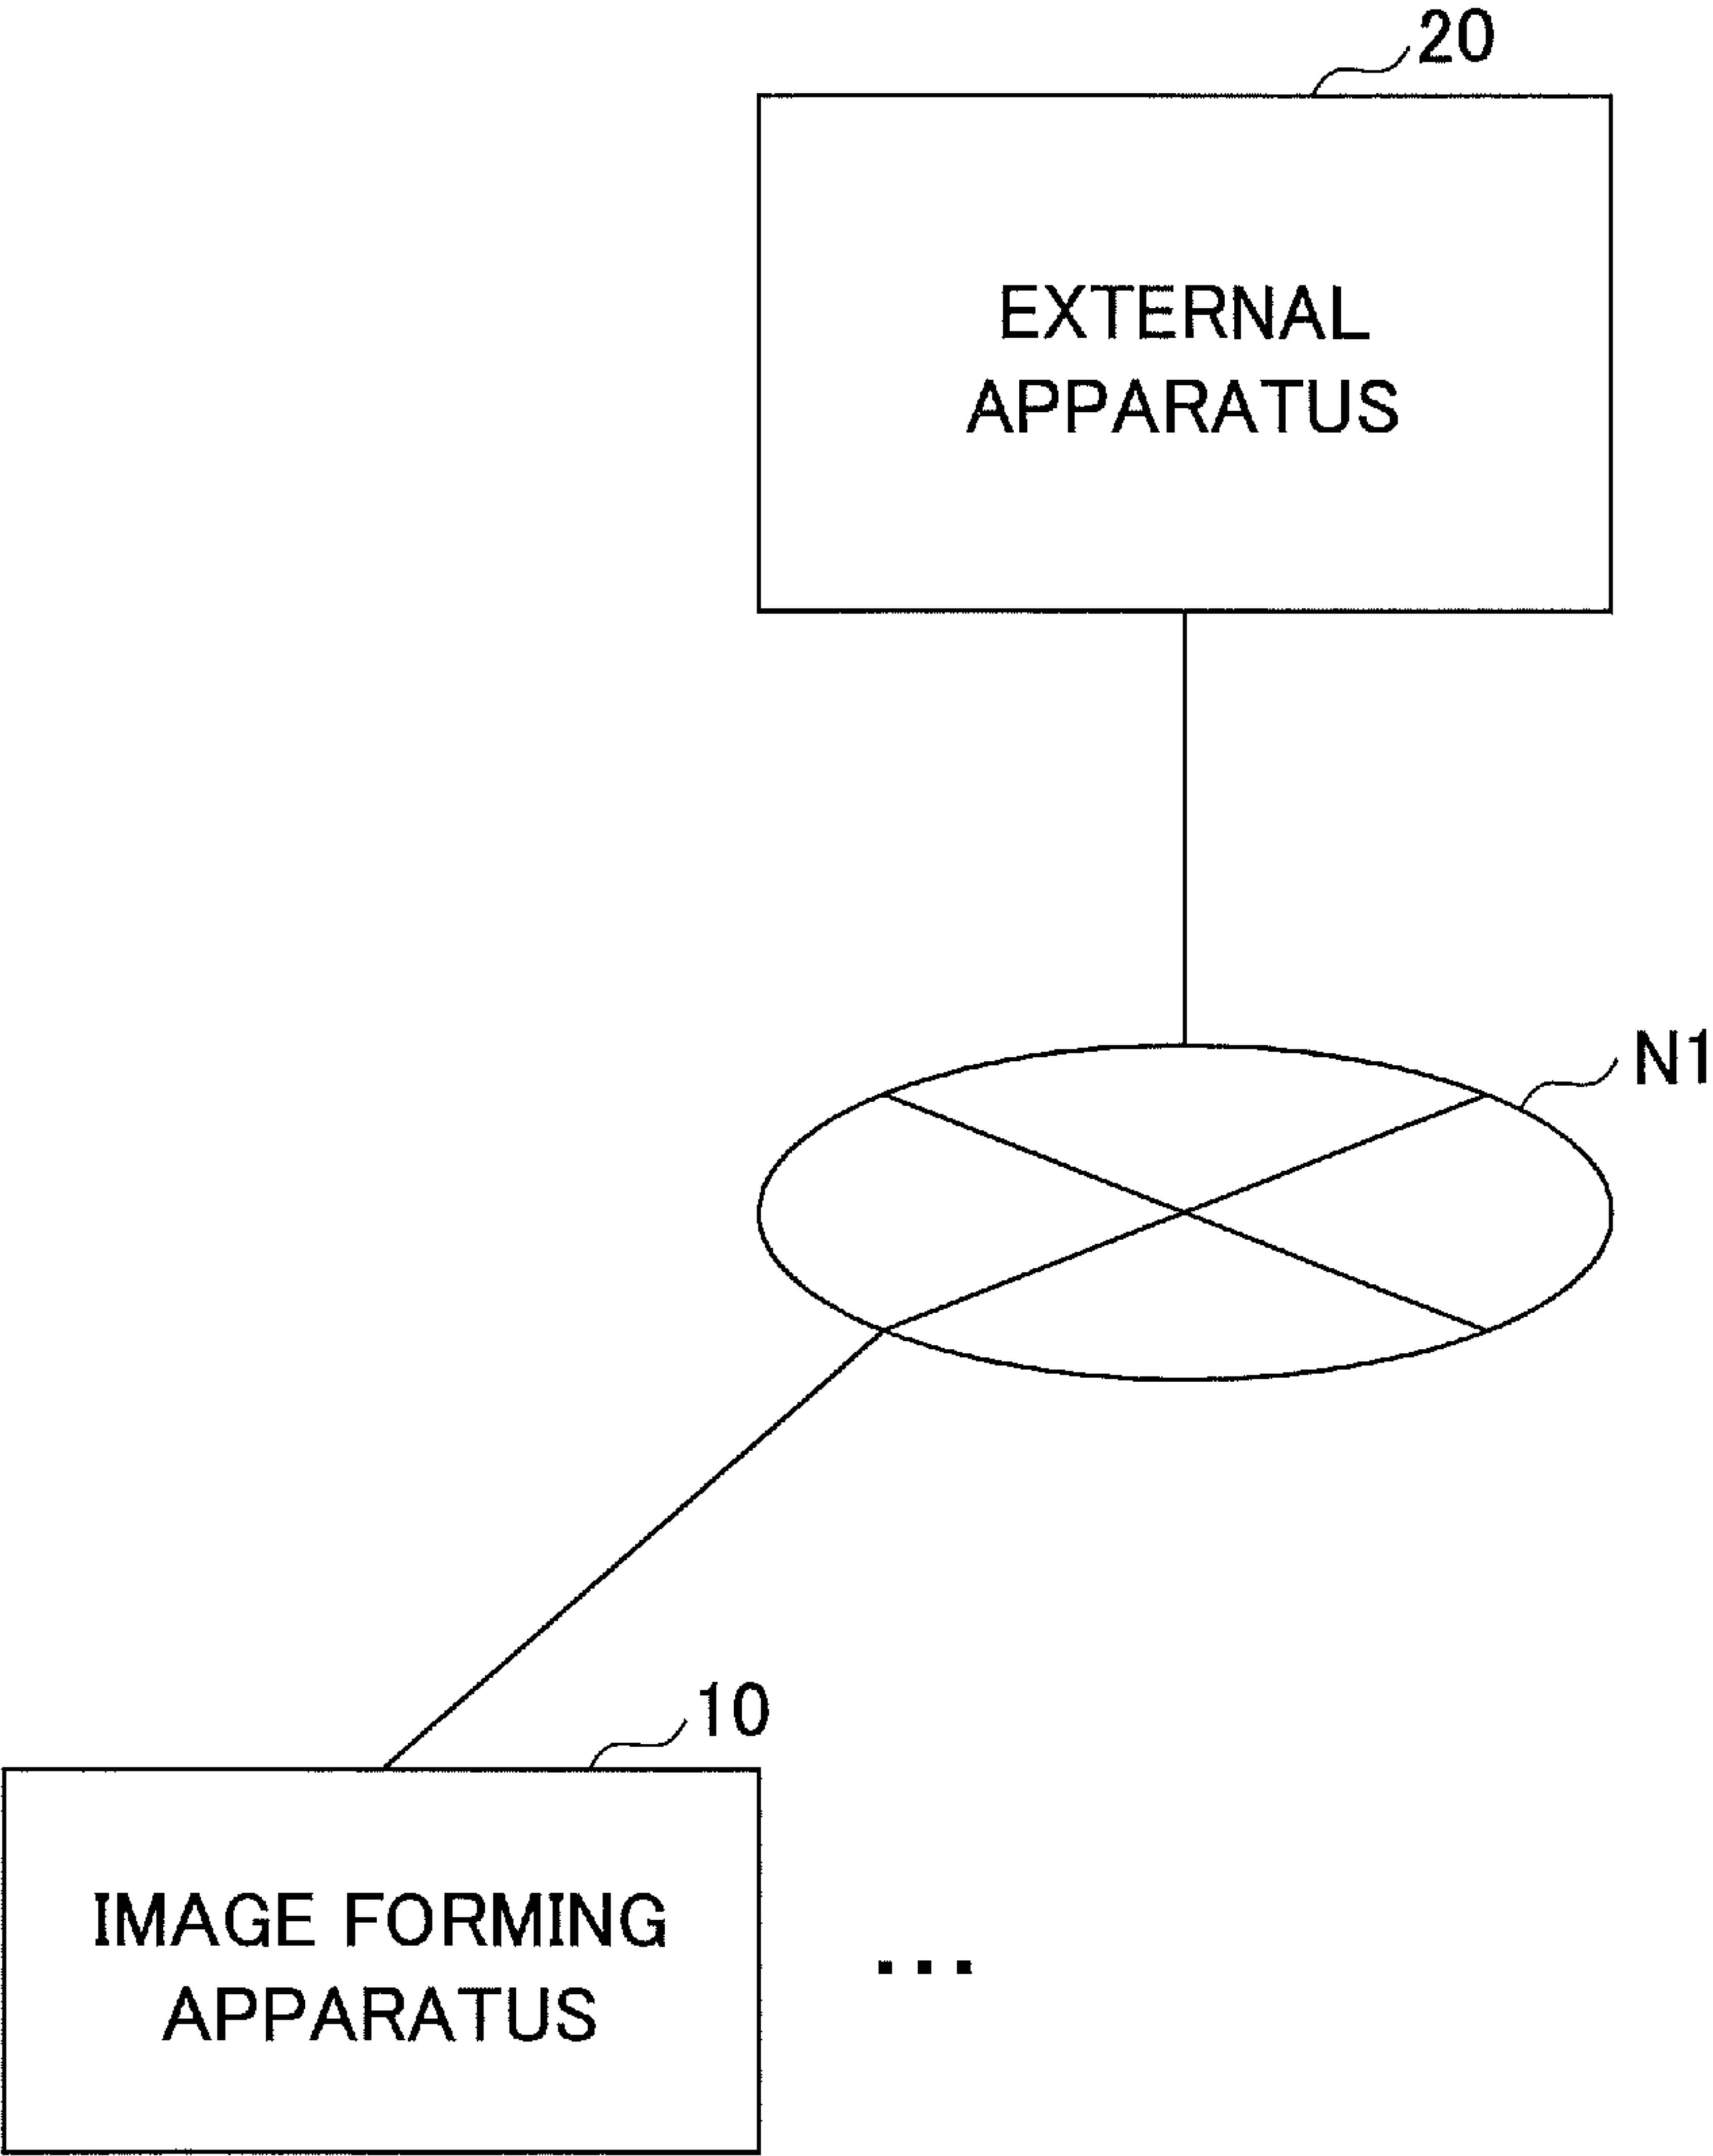 20
EXTERNAL
APPARATUS
N1
10
IMAGE FORMING
APPARATUS
...